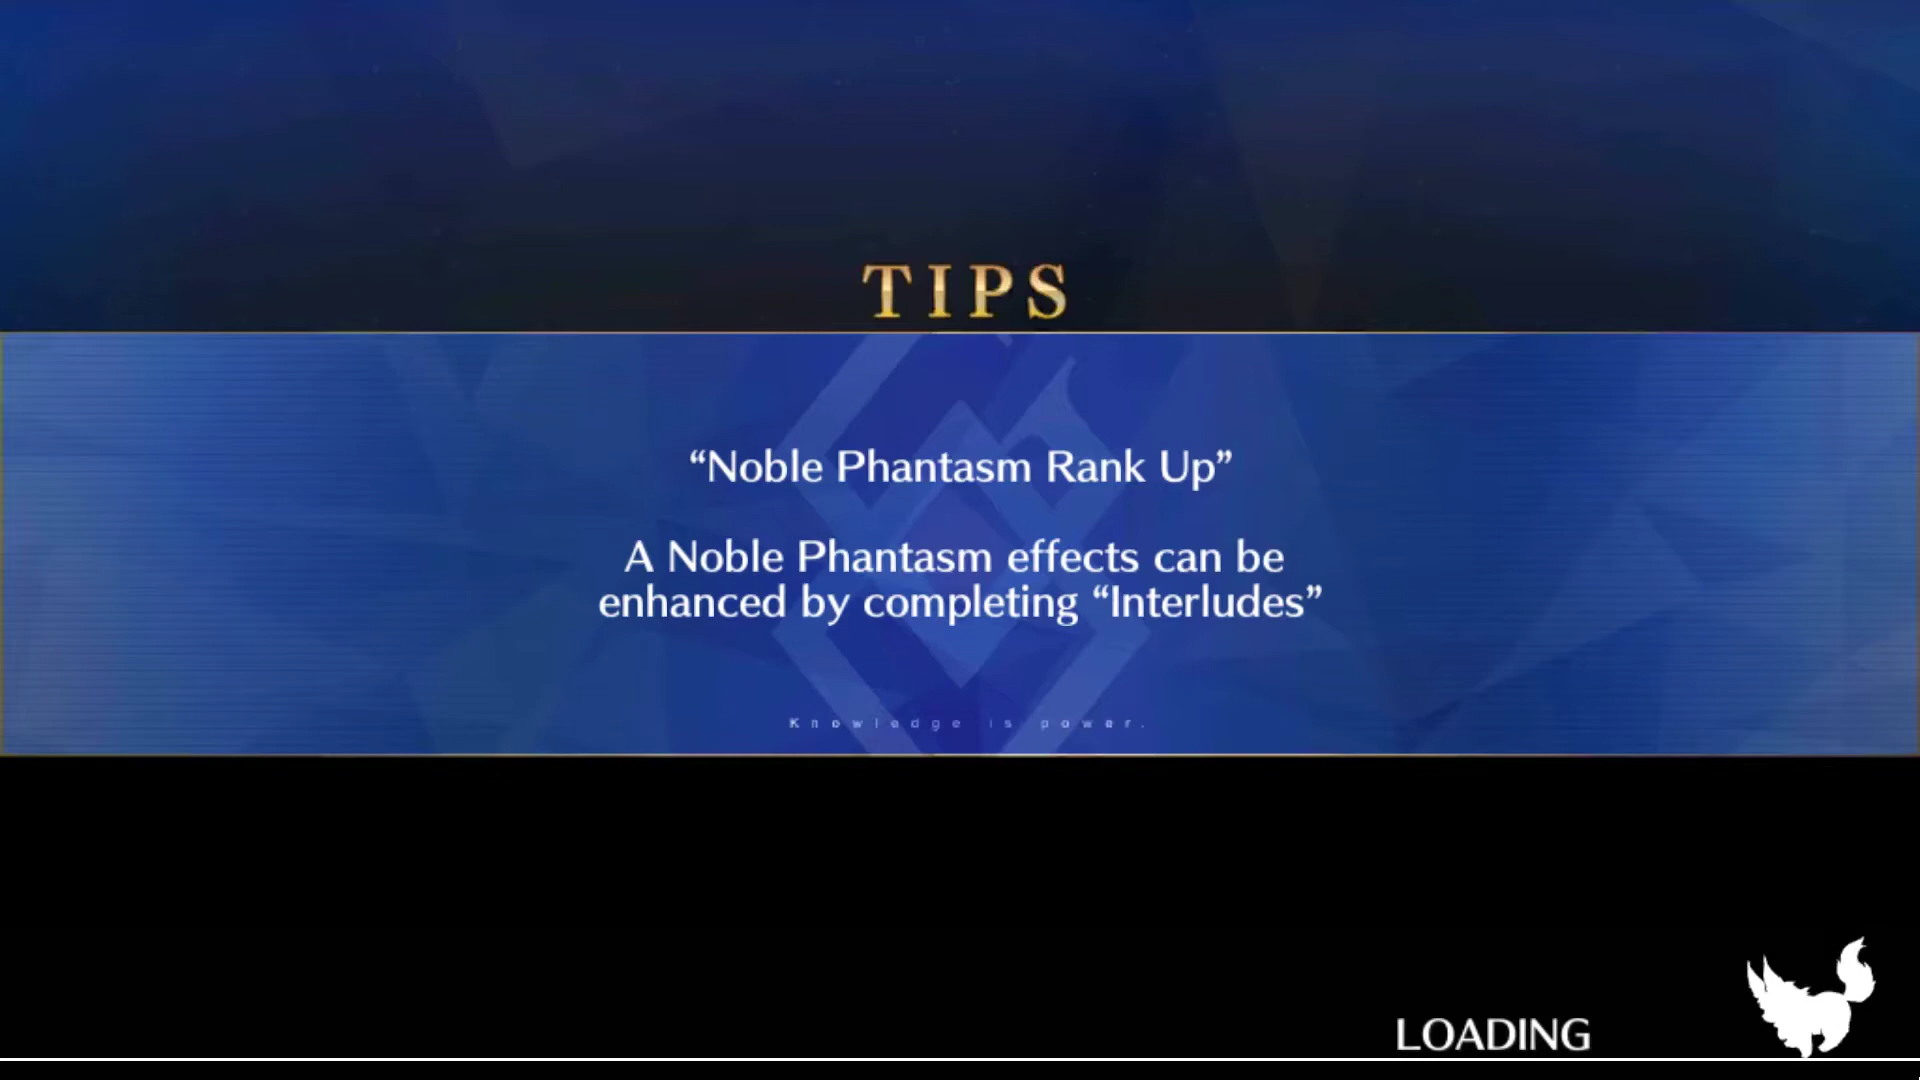 TIPS
“Noble Phantasm Rank Up”
A Noble Phantasm effects can be
enhanced by completing “Interludes”
Knowledge is power.
LOADING